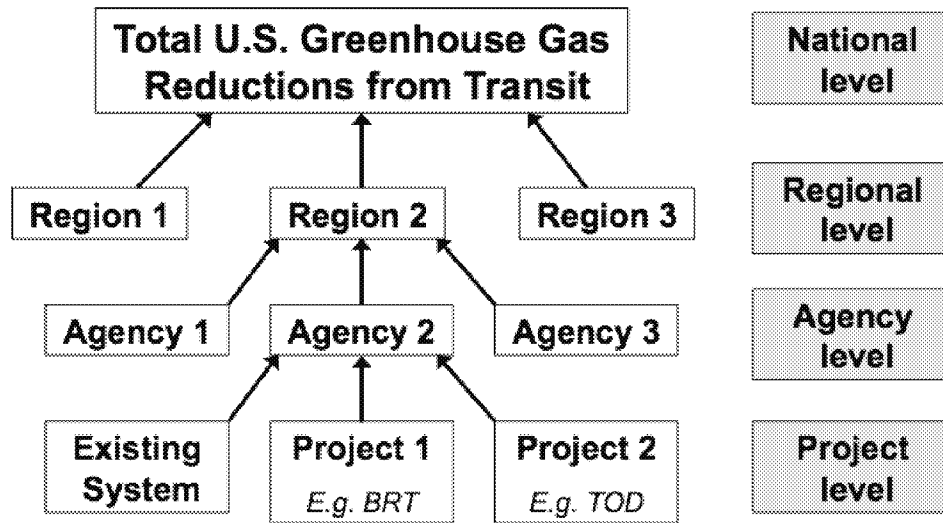 Total U.S. Greenhouse Gas
Reductions from Transit
National
level
Region 1
Region 2
Region 3
Regional
level
Agency 1
Agency 2
Agency 3
Agency
level
Existing
System
Project 1
E.g. BRT
Project 2
E.g. TOD
Project
level